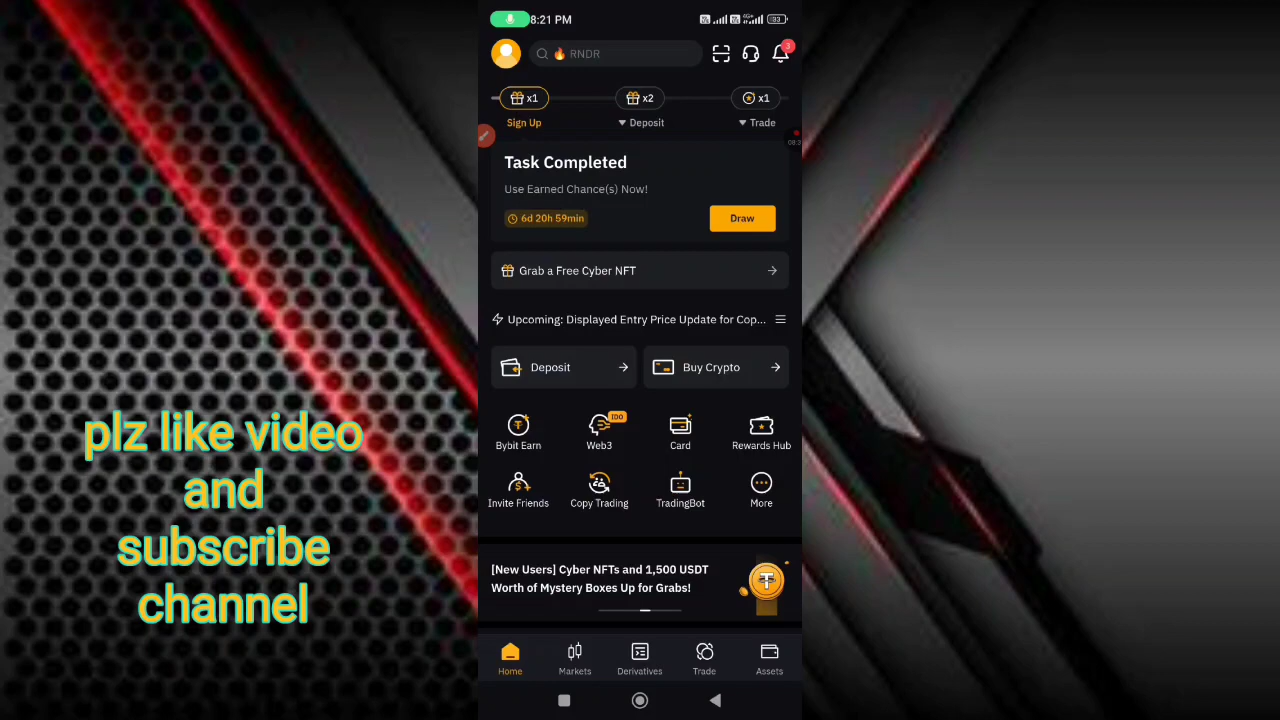 8:21 PM
93
RNDR
3
x1
x2
x1
Sign Up
Deposit
Trade
Task Completed
Use Earned Chance(s) Now!
6d 20h 59min
Draw
Grab a Free Cyber NFT
Upcoming: Displayed Entry Price Update for Cop...
Deposit
Buy Crypto
IDO
Bybit Earn
Web3
Card
Rewards Hub
Invite Friends
Copy Trading
TradingBot
More
[New Users] Cyber NFTs and 1,500 USDT
Worth of Mystery Boxes Up for Grabs!
Home
Markets
Derivatives
Trade
Assets
plz like video
and
subscribe
channel